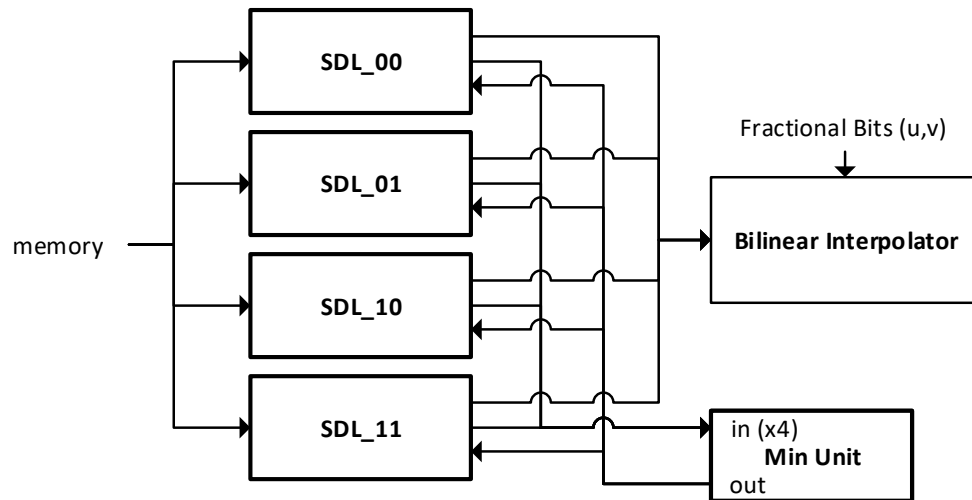 SDL_00
SDL_01
Fractional Bits (u,v)
memory
Bilinear Interpolator
SDL_10
SDL_11
in (x4)
Min Unit
out